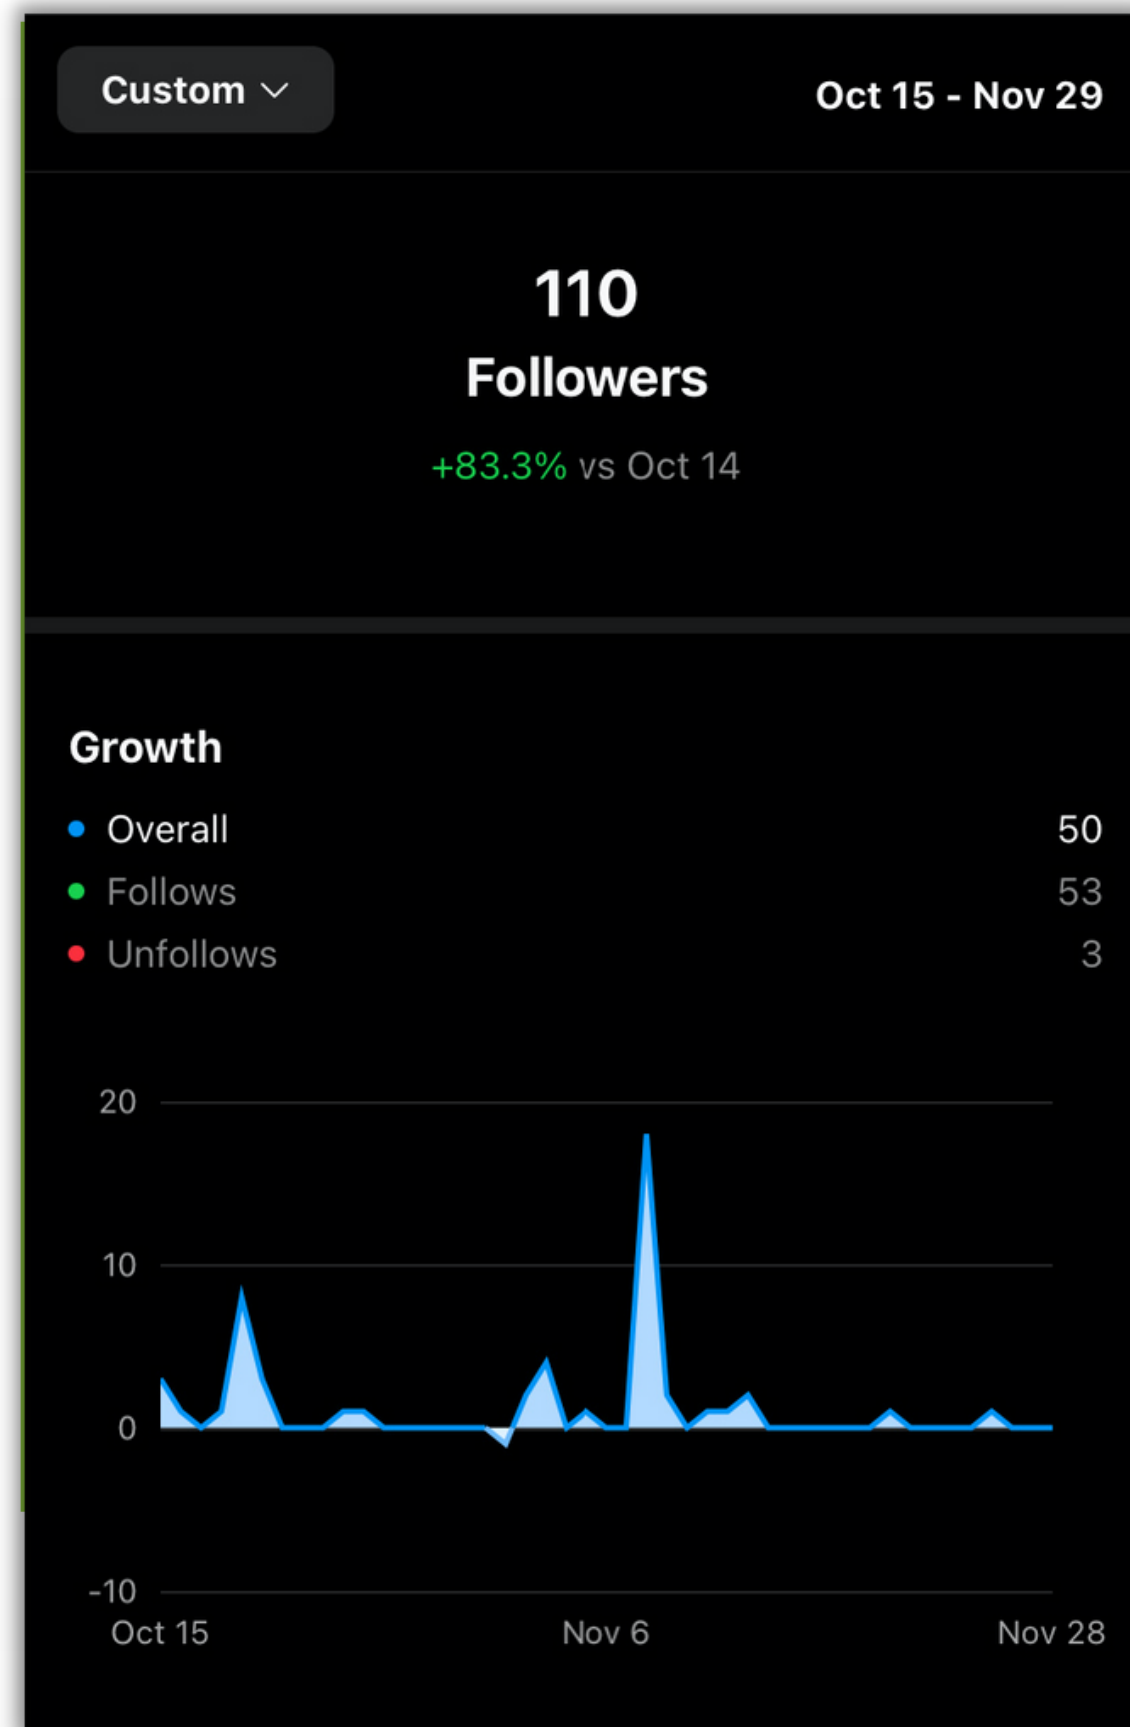 Custom
Oct 15 - Nov 29
110
Followers
+83.3% vs Oct 14
Growth
Overall 50
Follows 53
Unfollows 3
20
10
0
-10
Oct 15 Nov 6 Nov 28